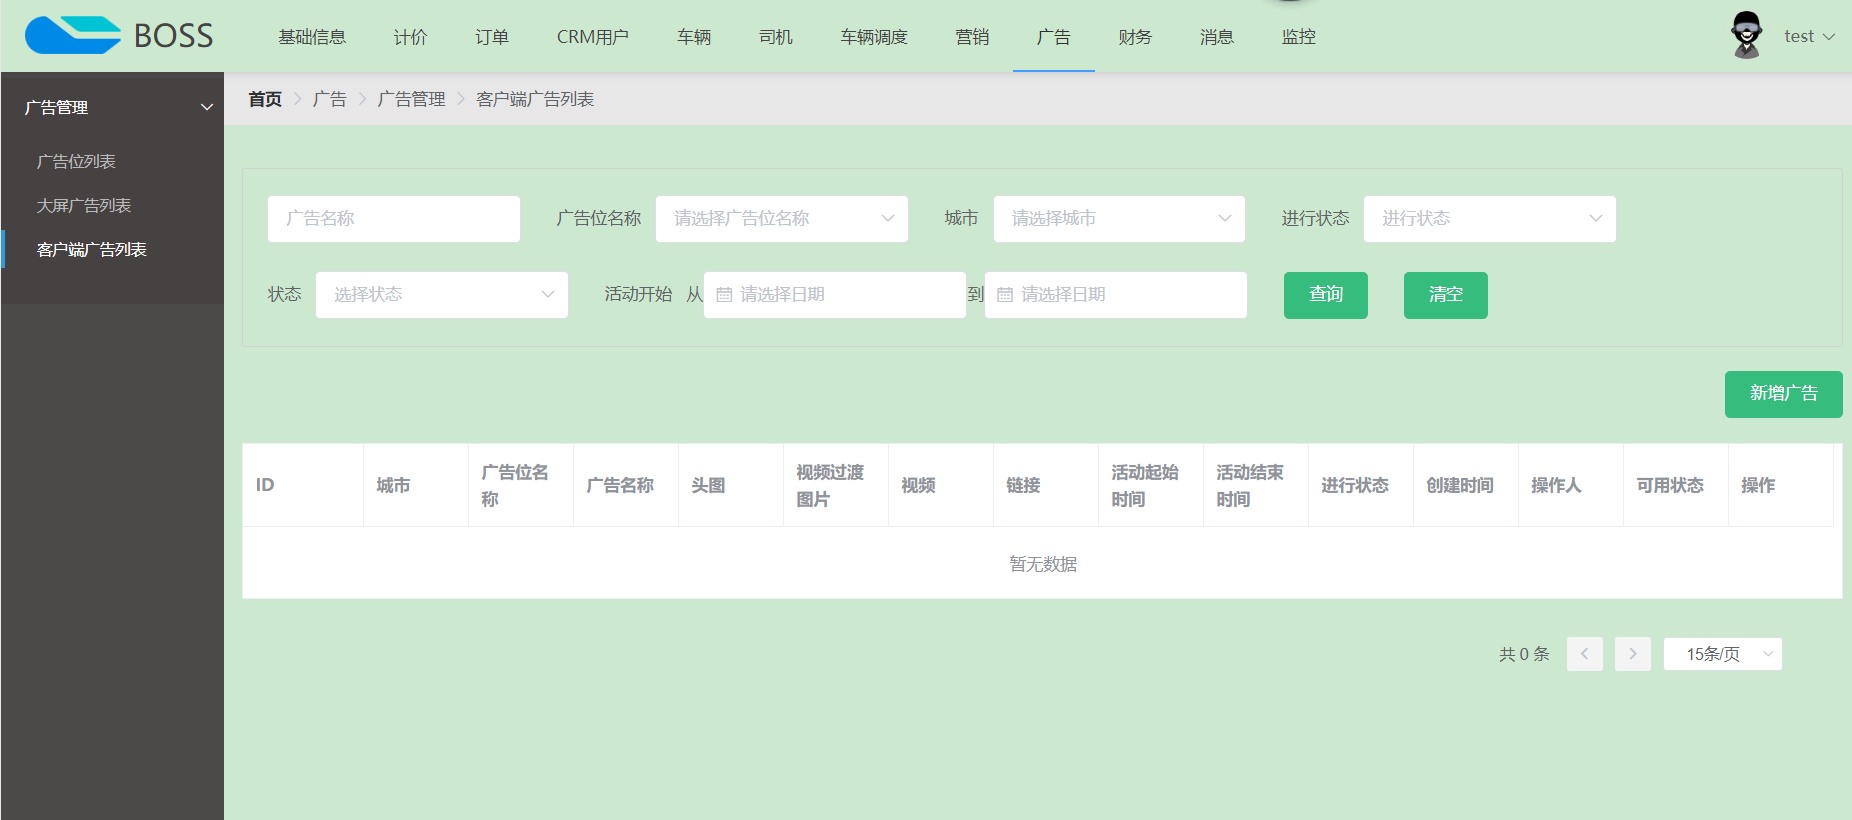 BOSS
基础信息 计价 订单 CRM用户 车辆 司机 车辆调度 营销 广告 财务 消息 监控 test
广告管理
广告位列表
大屏广告列表
客户端广告列表
首页 广告 广告管理 客户端广告列表
广告名称 广告位名称 请选择广告位名称 城市 请选择城市 进行状态 进行状态
状态 选择状态 活动开始 从 请选择日期 到 请选择日期 查询 清空
新增广告
ID 城市 广告位名称 广告名称 头图 视频过渡图片 视频 链接 活动起始时间 活动结束时间 进行状态 创建时间 操作人 可用状态 操作
暂无数据
共 0 条 15条/页